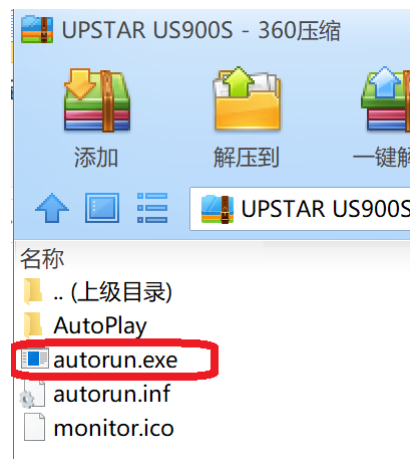 UPSTAR US900S - 360压缩
添加 解压到 一键解
UPSTAR US900S
名称
.. (上级目录)
AutoPlay
autorun.exe
autorun.inf
monitor.ico